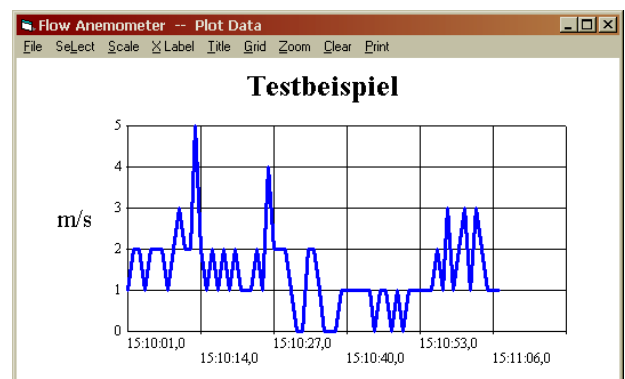 Flow Anemometer -- Plot Data
File SeLect Scale X Label Title Grid Zoom Clear Print
Testbeispiel
5
4
3
m/s
2
1
0
15:10:01,0 15:10:27,0 15:10:53,0
15:10:14,0 15:10:40,0 15:11:06,0